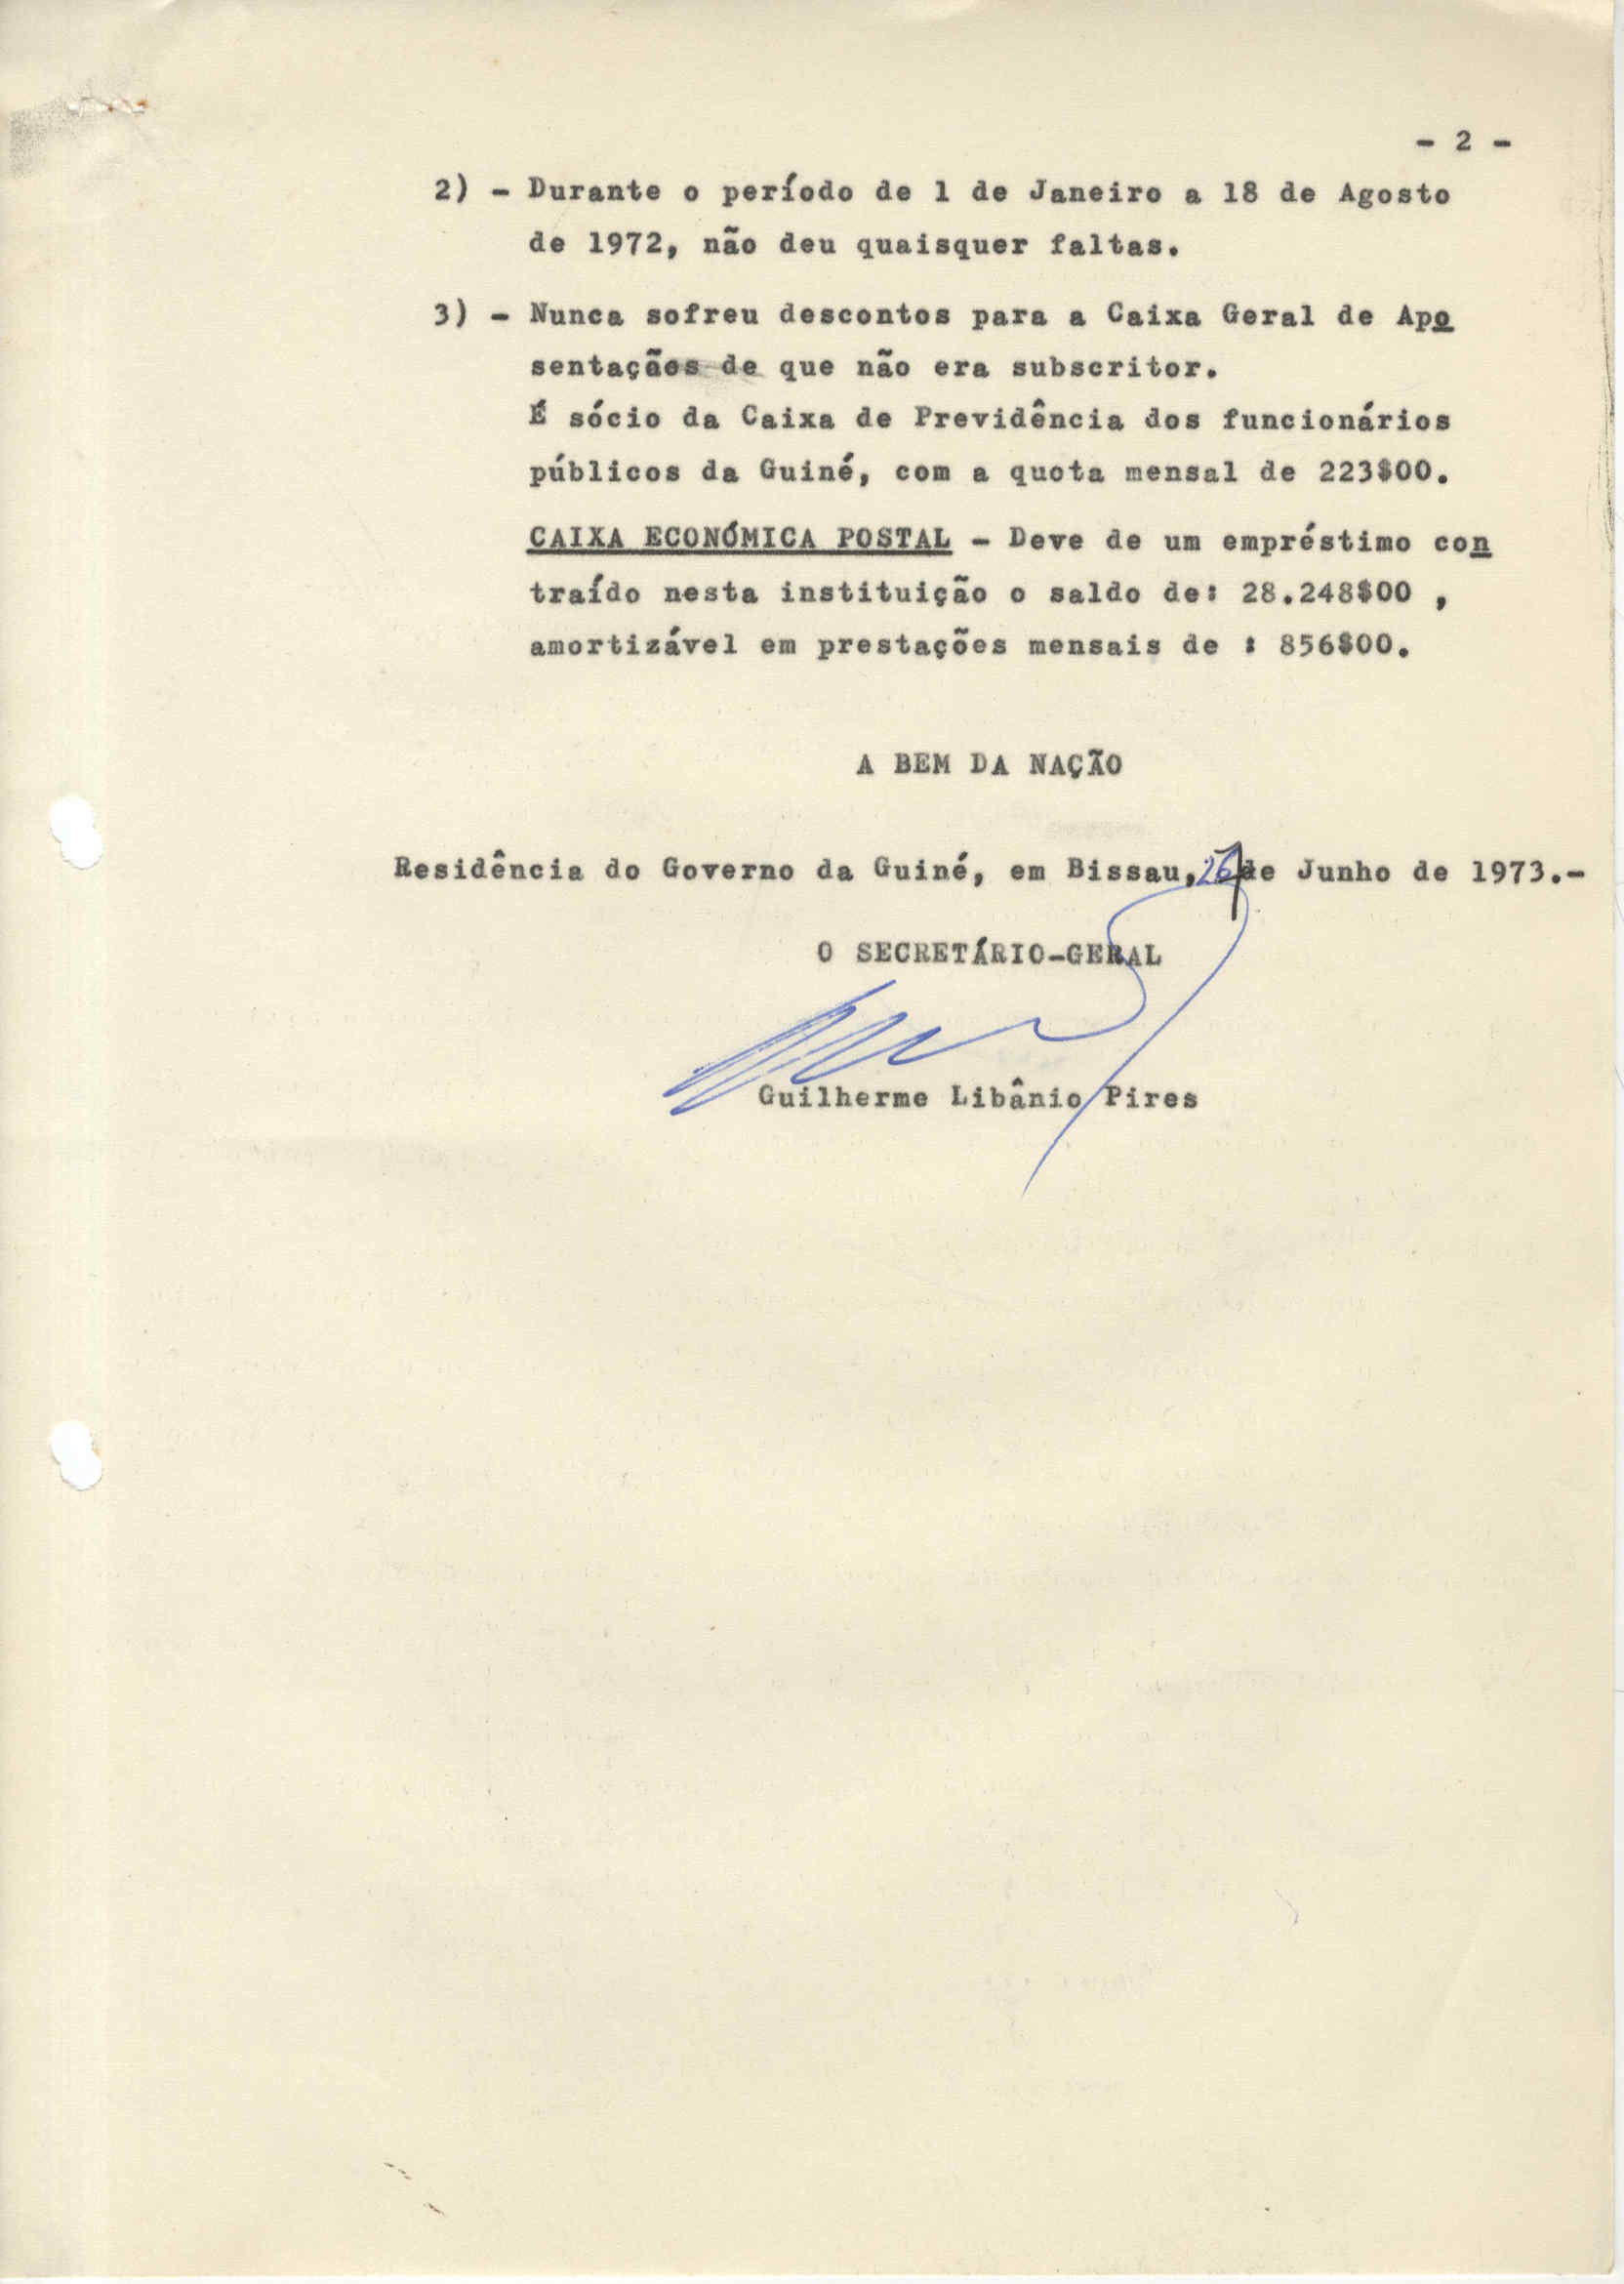 - 2 -
2) - Durante o período de 1 de Janeiro a 18 de Agosto
de 1972, não deu quaisquer faltas.
3) - Nunca sofreu descontos para a Caixa Geral de Apo
sentações de que não era subscritor.
É sócio da Caixa de Previdência dos funcionários
públicos da Guiné, com a quota mensal de 223$00.
CAIXA ECONÓMICA POSTAL - Deve de um empréstimo con
traído nesta instituição o saldo de: 28.248$00 ,
amortizável em prestações mensais de : 856$00.
A BEM DA NAÇÃO
Residência do Governo da Guiné, em Bissau, de Junho de 1973.-
O SECRETÁRIO-GERAL
Guilherme Libânio Pires